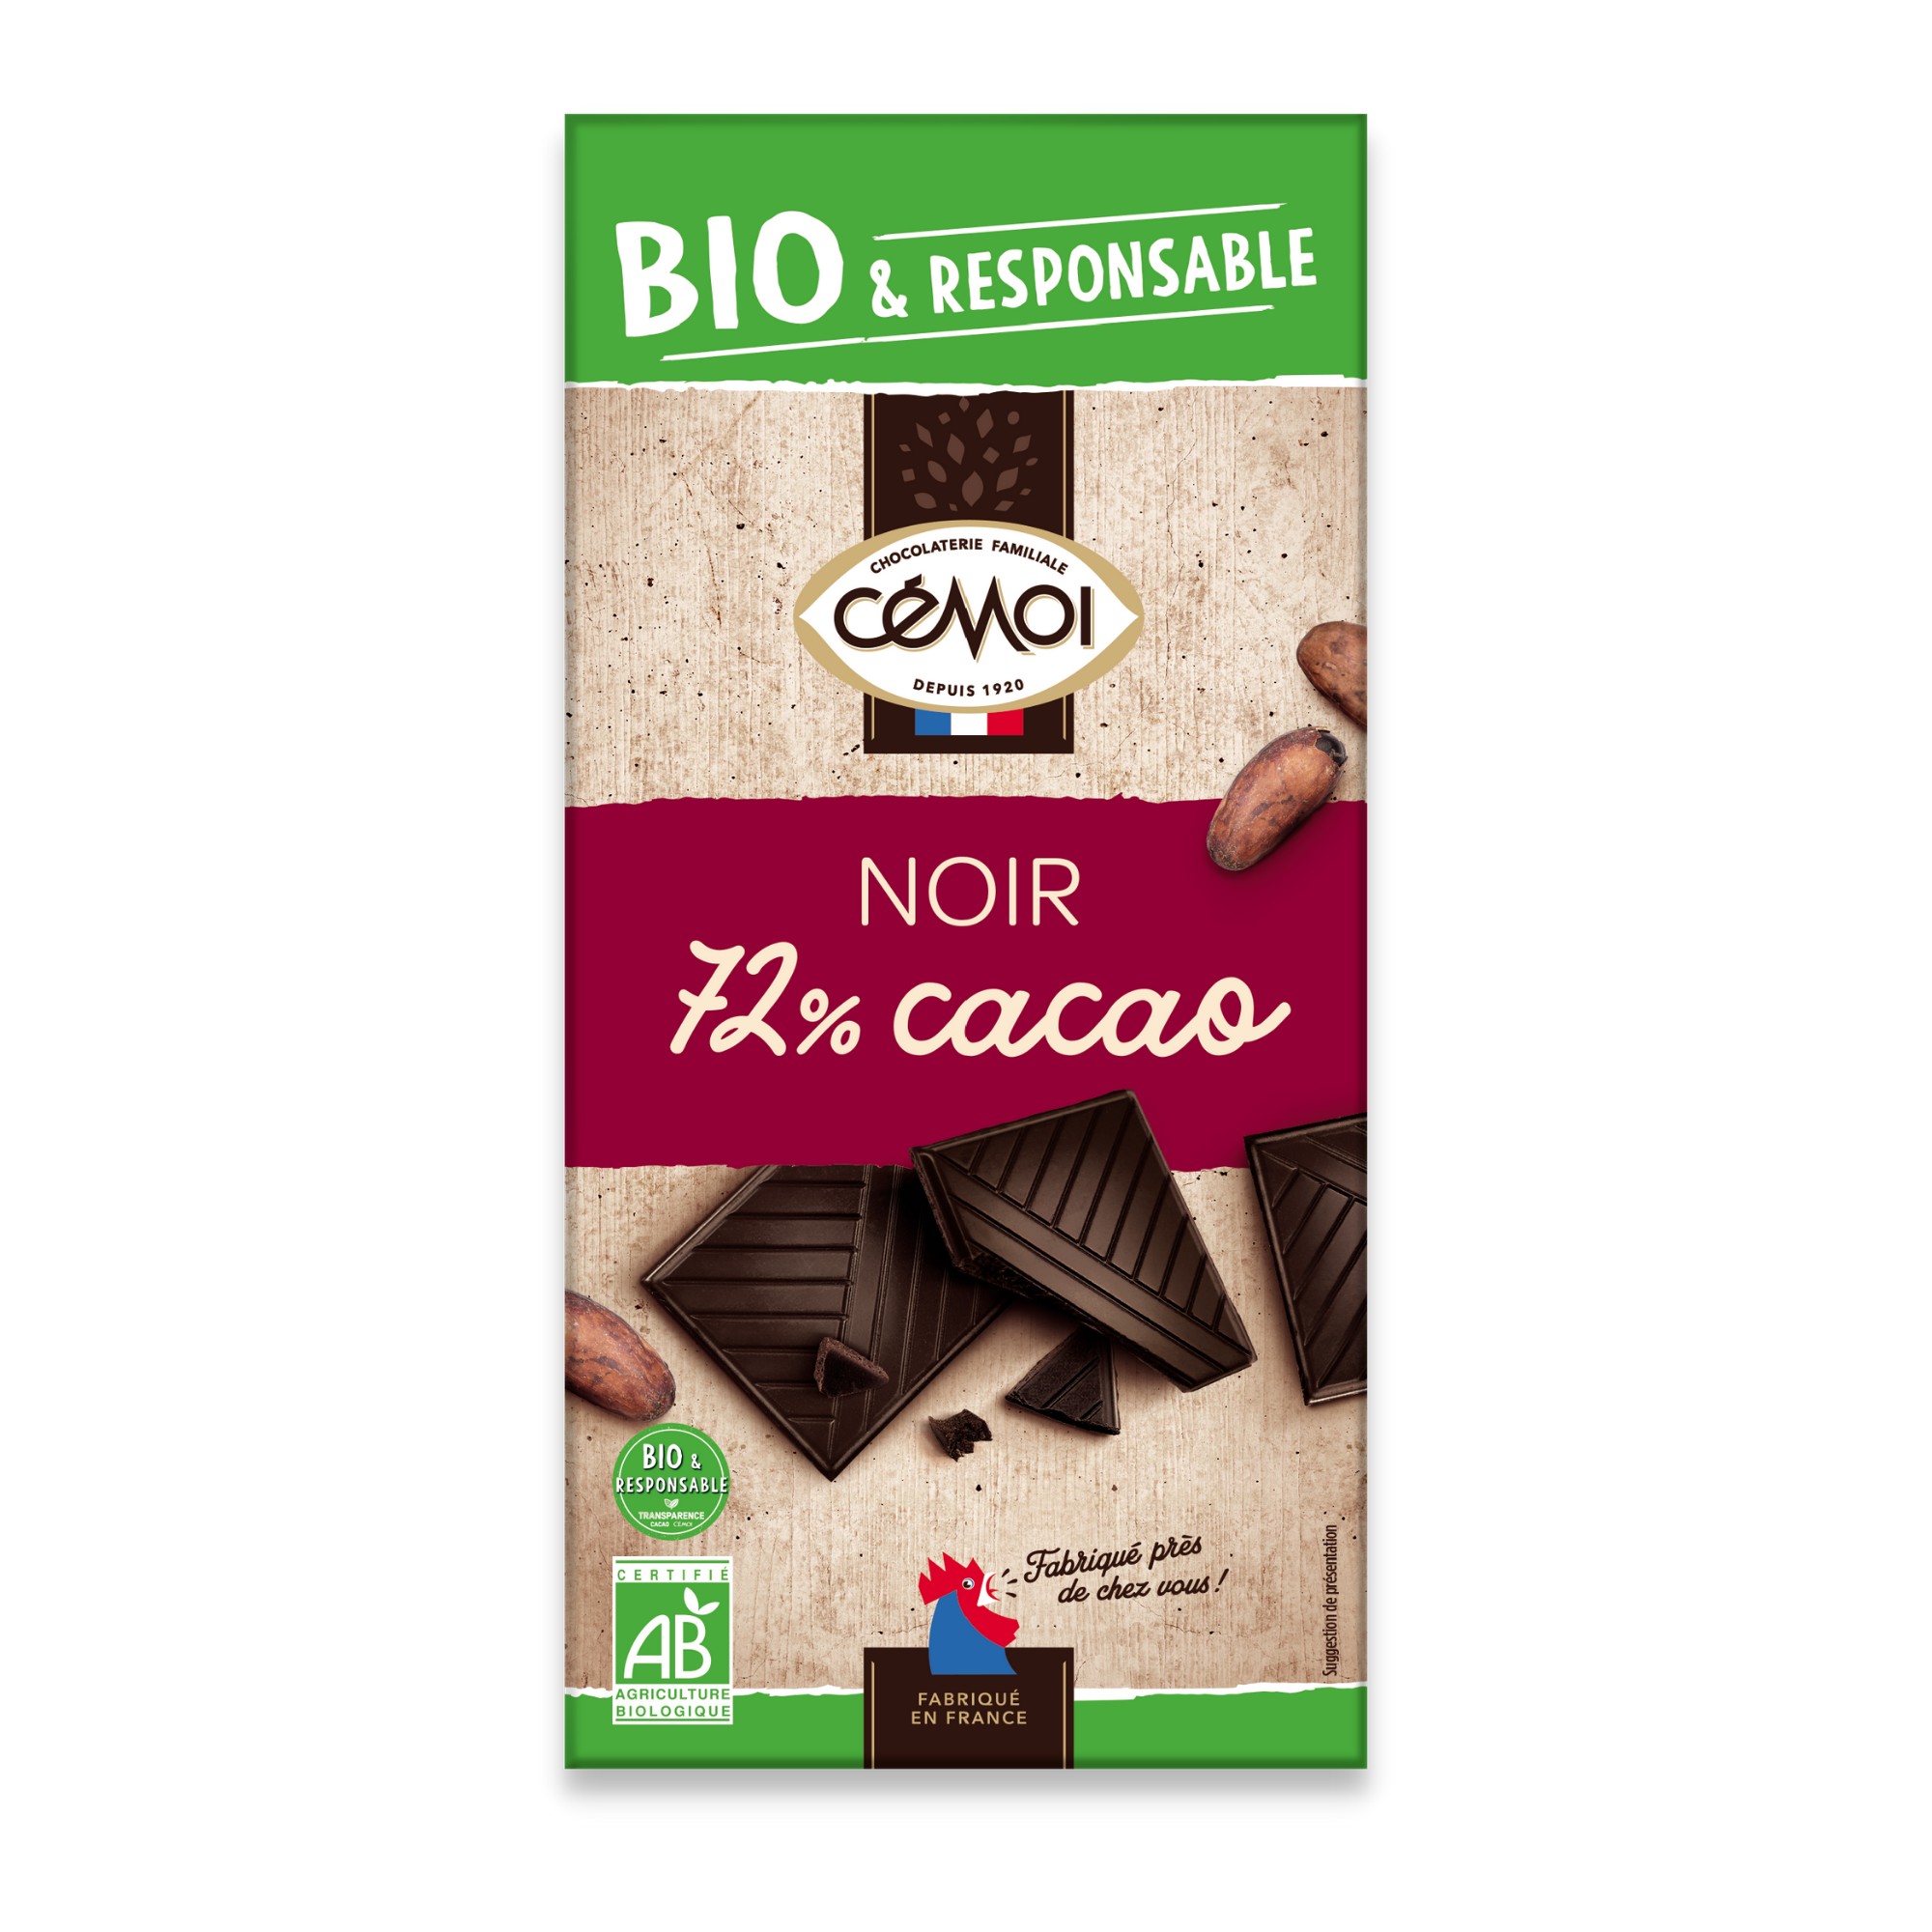 BIO & RESPONSABLE
CHOCOLATERIE FAMILIALE
CÉMOI
DEPUIS 1920
NOIR
72% cacao
BIO &
RESPONSABLE
TRANSPARENCE
CACAO CÉMOI
CERTIFIÉ
AB
AGRICULTURE
BIOLOGIQUE
Fabriqué près
de chez vous !
FABRIQUÉ
EN FRANCE
Suggestion de présentation